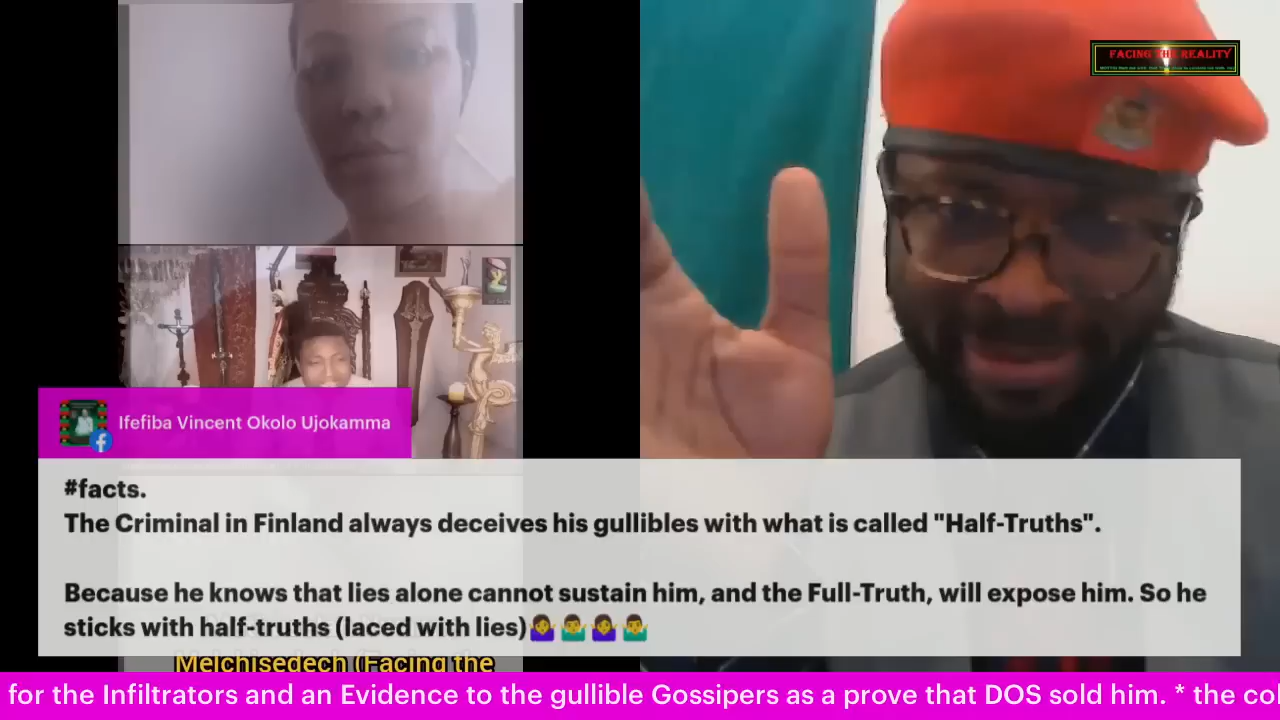 FACING THE REALITY
Ifefiba Vincent Okolo Ujokamma
#facts.
The Criminal in Finland always deceives his gullibles with what is called "Half-Truths".
Because he knows that lies alone cannot sustain him, and the Full-Truth, will expose him. So he
sticks with half-truths (laced with lies)🤷‍♀️🤷‍♂️🤷‍♀️🤷‍♂️
Melchisedech (Facing the
for the Infiltrators and an Evidence to the gullible Gossipers as a prove that DOS sold him. * the col